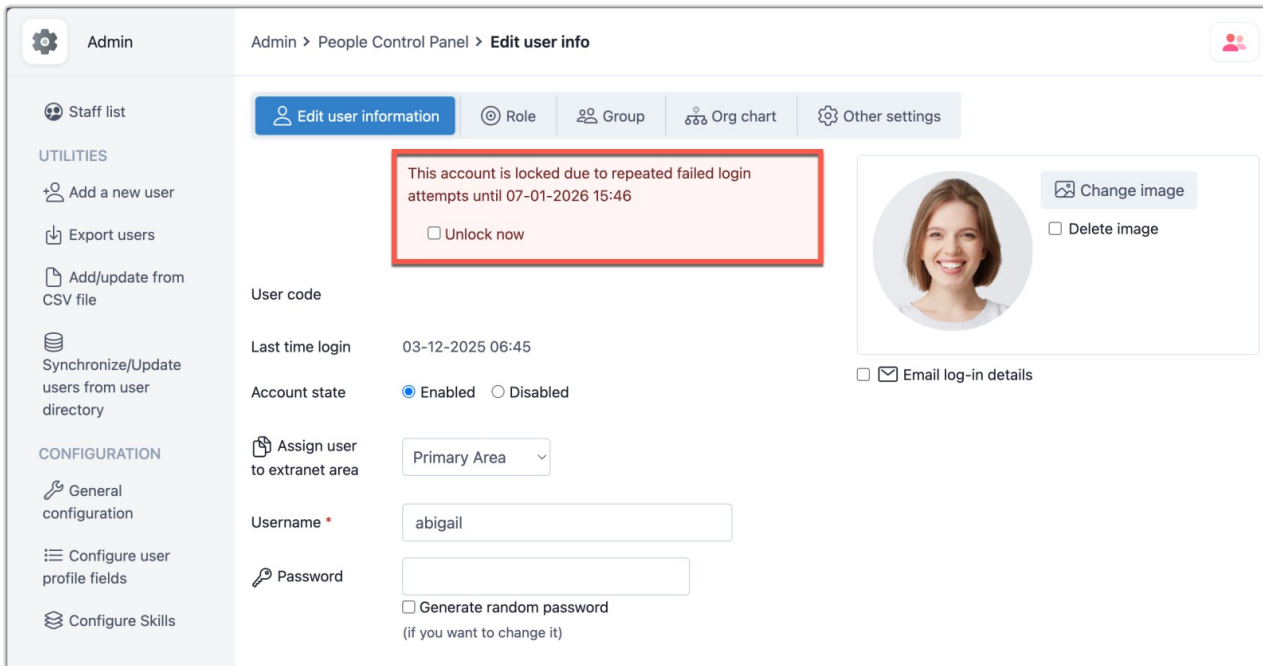 Admin
Admin > People Control Panel > Edit user info
Staff list
UTILITIES
Add a new user
Export users
Add/update from
CSV file
Synchronize/Update
users from user
directory
CONFIGURATION
General
configuration
Configure user
profile fields
Configure Skills
Edit user information
Role
Group
Org chart
Other settings
This account is locked due to repeated failed login
attempts until 07-01-2026 15:46
Unlock now
Change image
Delete image
Email log-in details
User code
Last time login 03-12-2025 06:45
Account state Enabled Disabled
Assign user
to extranet area
Primary Area
Username * abigail
Password
Generate random password
(if you want to change it)